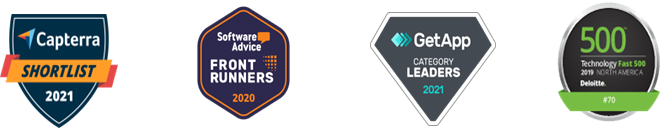 Capterra
SHORTLIST
2021
Software
Advice
FRONT
RUNNERS
2020
GetApp
CATEGORY
LEADERS
2021
500
Technology Fast 500
2019 NORTH AMERICA
Deloitte.
#70